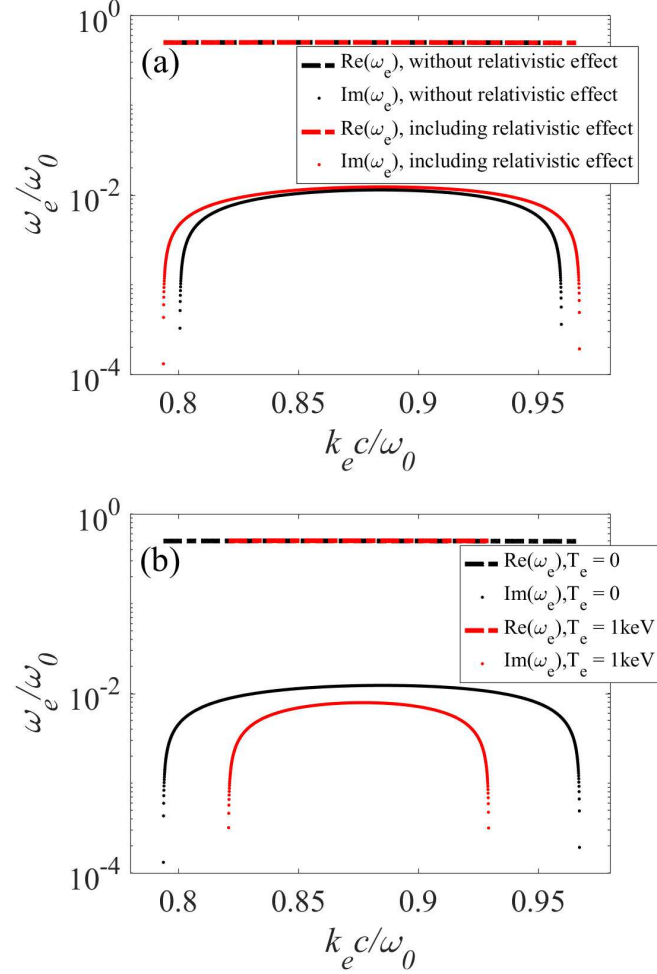 10^0
(a)
Re(ω_e), without relativistic effect
Im(ω_e), without relativistic effect
Re(ω_e), including relativistic effect
Im(ω_e), including relativistic effect
ω_e/ω_0
10^-2
10^-4
0.8 0.85 0.9 0.95
k_e c/ω_0
10^0
(b)
Re(ω_e),T_e = 0
Im(ω_e),T_e = 0
Re(ω_e),T_e = 1keV
Im(ω_e),T_e = 1keV
ω_e/ω_0
10^-2
10^-4
0.8 0.85 0.9 0.95
k_e c/ω_0